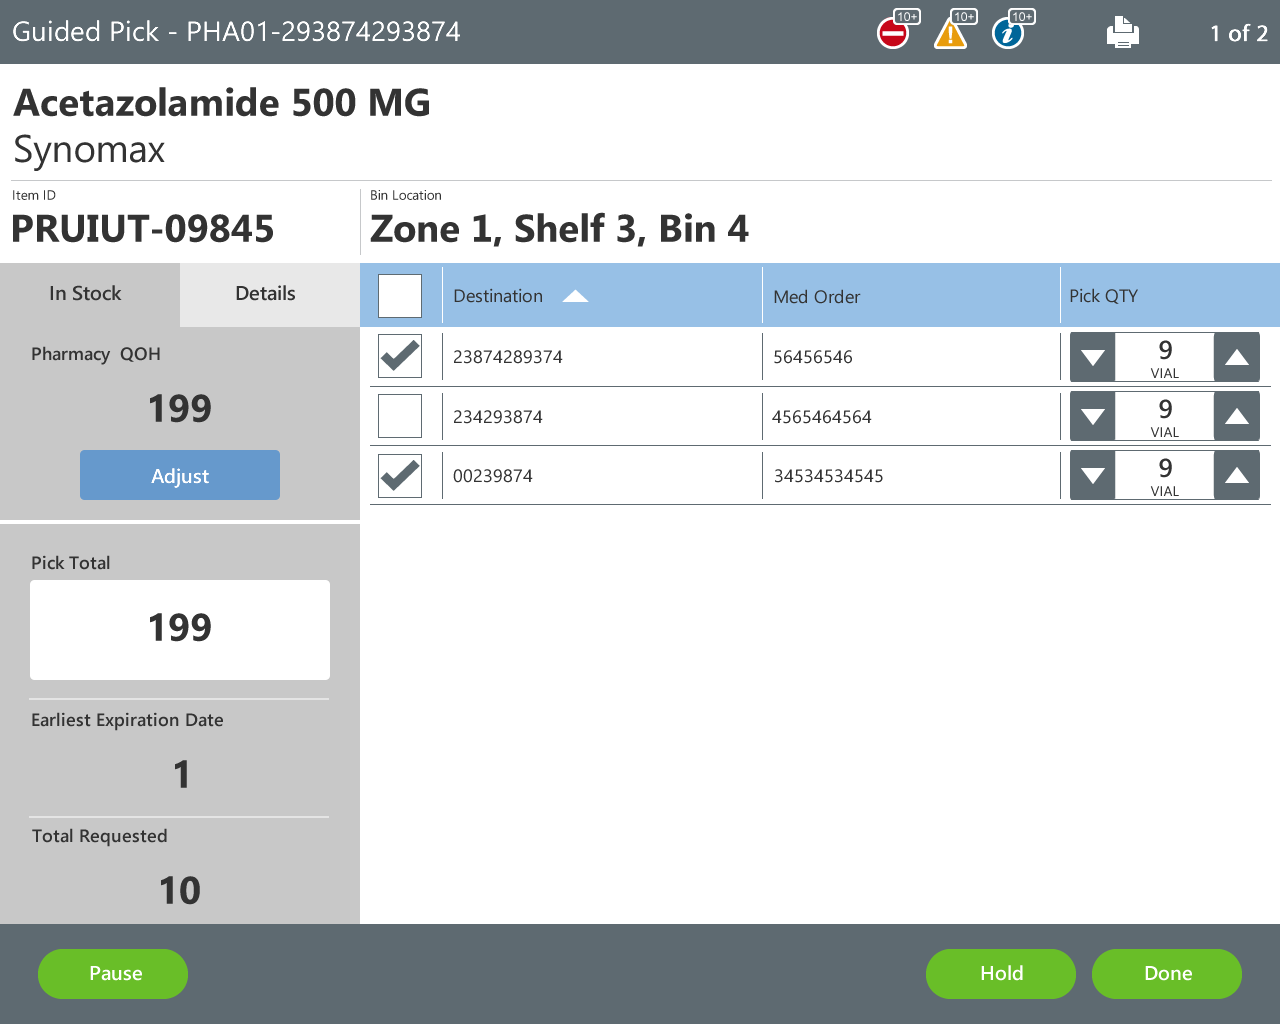 Guided Pick - PHA01-293874293874
10+
10+
10+
1 of 2
Acetazolamide 500 MG
Synomax
Item ID
PRUIUT-09845
Bin Location
Zone 1, Shelf 3, Bin 4
In Stock
Details
Destination
Med Order
Pick QTY
Pharmacy QOH
199
Adjust
23874289374
56456546
9
VIAL
234293874
4565464564
9
VIAL
00239874
34534534545
9
VIAL
Pick Total
199
Earliest Expiration Date
1
Total Requested
10
Pause
Hold
Done